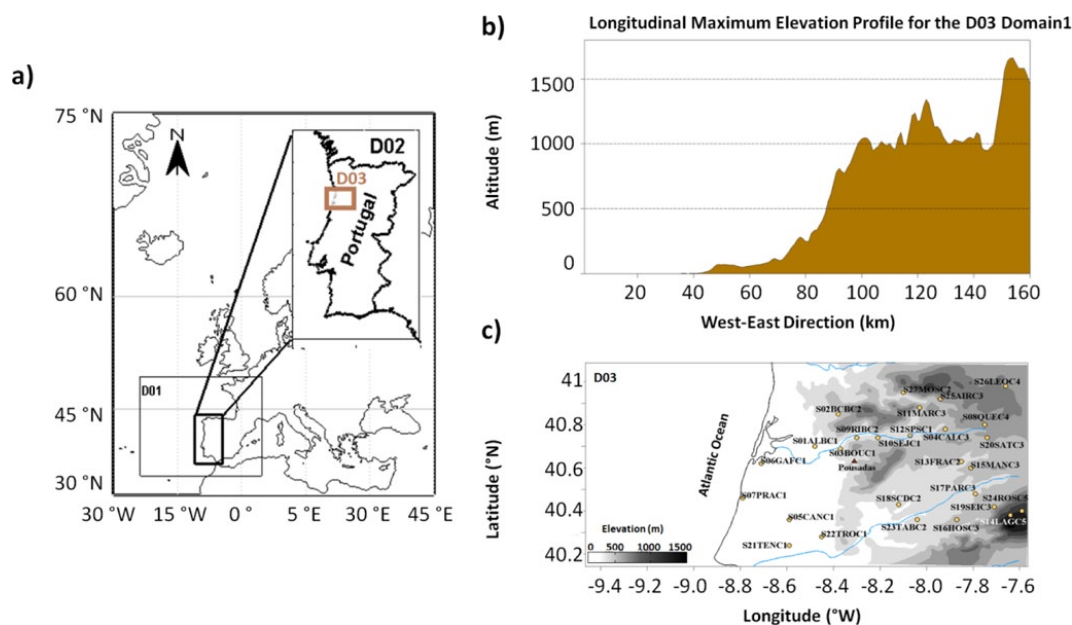 a)
75 °N
60 °N
45 °N
30 °N
30 °W
15 °W
0 °E
15 °E
30 °E
45 °E
N
D01
D02
D03
Portugal
b)
Longitudinal Maximum Elevation Profile for the D03 Domain1
Altitude (m)
1500
1000
500
0
20
40
60
80
100
120
140
160
West-East Direction (km)
c)
D03
Latitude (°N)
41
40.8
40.6
40.4
40.2
Atlantic Ocean
S26LEOC4
S27MOSC2
S25AIRC3
S02BCBC2
S11MARC3
S08QUEC4
S09RIBC2
S12SPSC1
S01ALBC1
S10SEJC1
S04CALC3
S20SATC3
S03BOUC1
S06GAFC1
Pousadas
S13FRAC2
S15MANC3
S07PRAC1
S17PARC3
S18SCDC2
S24ROSC5
S19SEIC3
S05CANC1
S14LAGC5
S23TABC2
S16HOSC3
S22TROC1
S21TENC1
Elevation (m)
0 500 1000 1500
-9.4
-9.2
-9.0
-8.8
-8.6
-8.4
-8.2
-8.0
-7.8
-7.6
Longitude (°W)